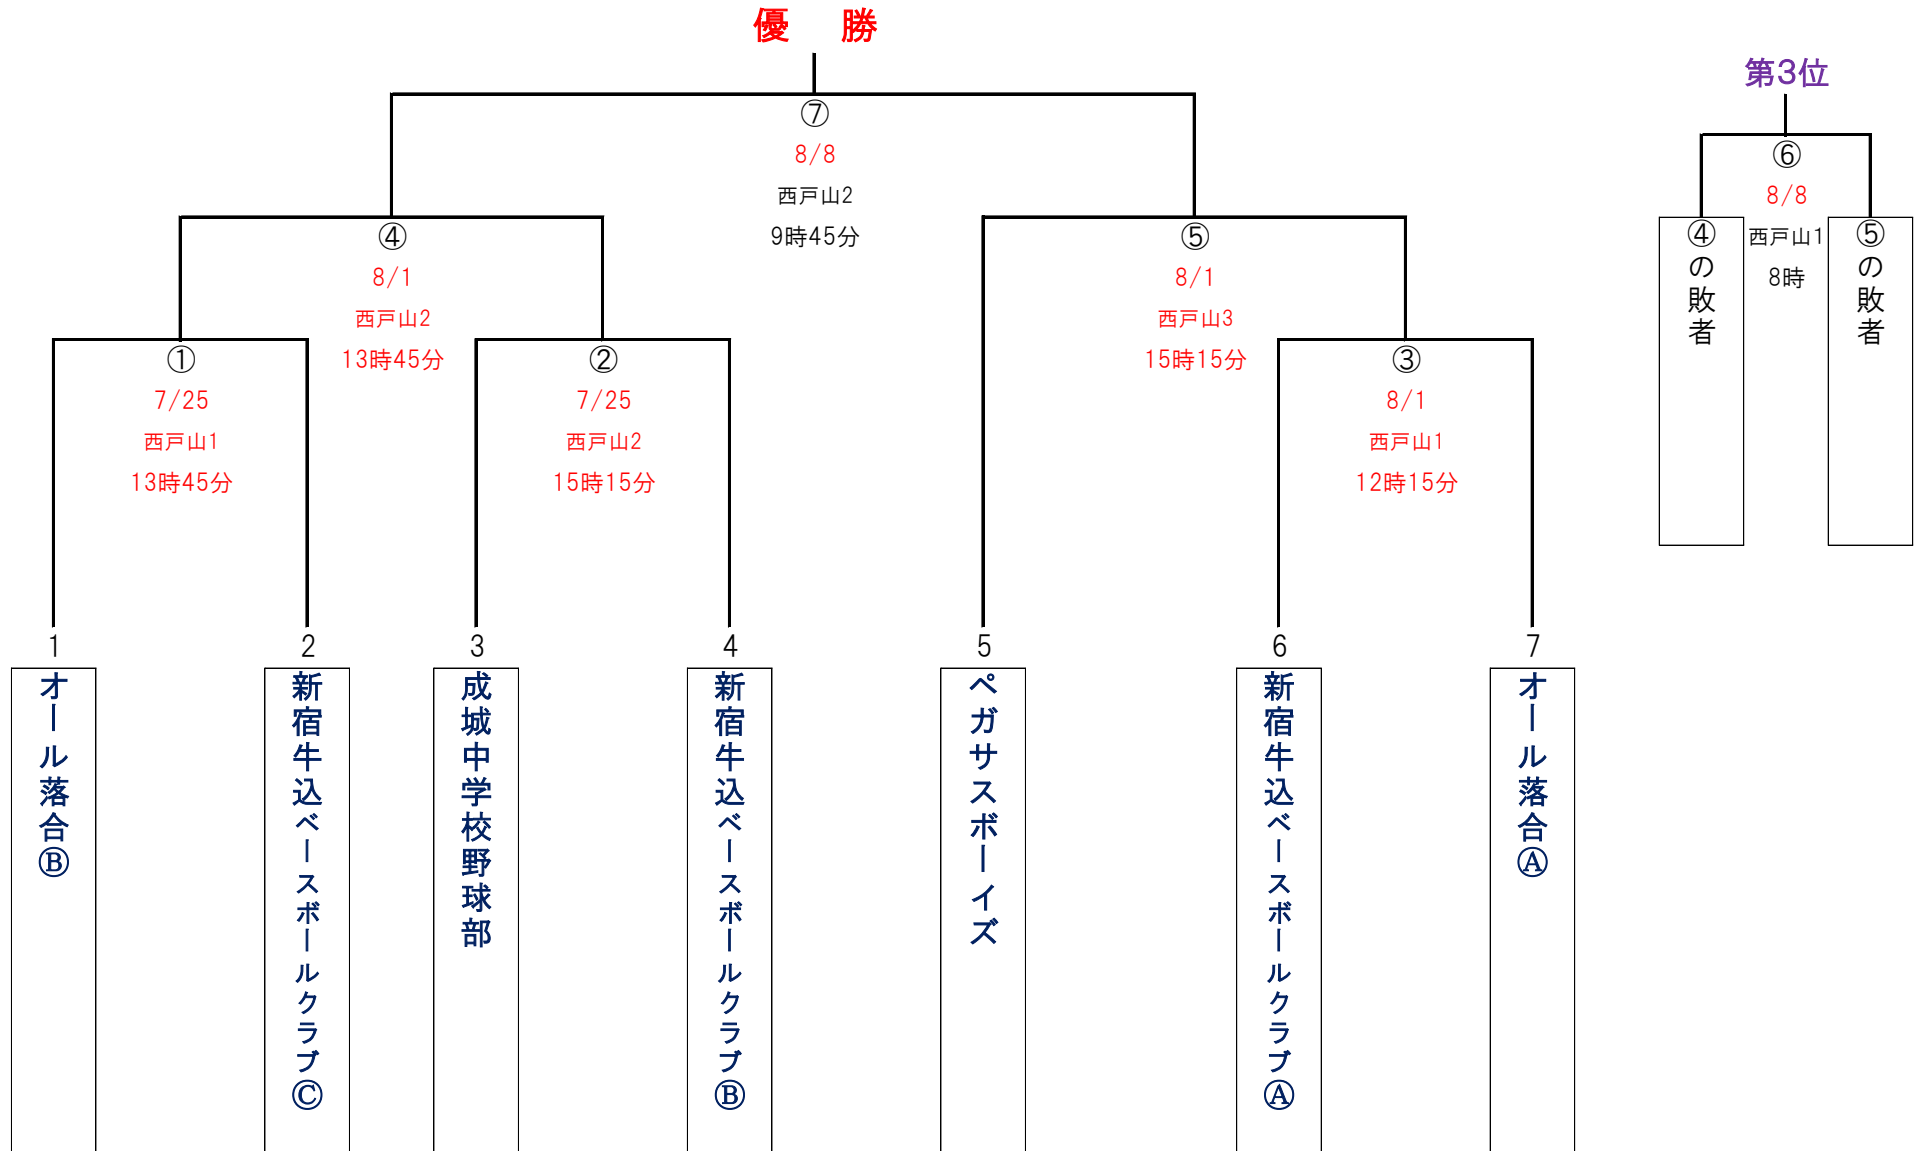 優 勝
⑦
8/8
西戸山2
9時45分
第3位
⑥
8/8
西戸山1
8時
④の敗者
⑤の敗者
④
8/1
西戸山2
13時45分
⑤
8/1
西戸山3
15時15分
①
7/25
西戸山1
13時45分
②
7/25
西戸山2
15時15分
③
8/1
西戸山1
12時15分
1
オール落合Ⓑ
2
新宿牛込ベースボールクラブⒸ
3
成城中学校野球部
4
新宿牛込ベースボールクラブⒷ
5
ペガサスボーイズ
6
新宿牛込ベースボールクラブⒶ
7
オール落合Ⓐ